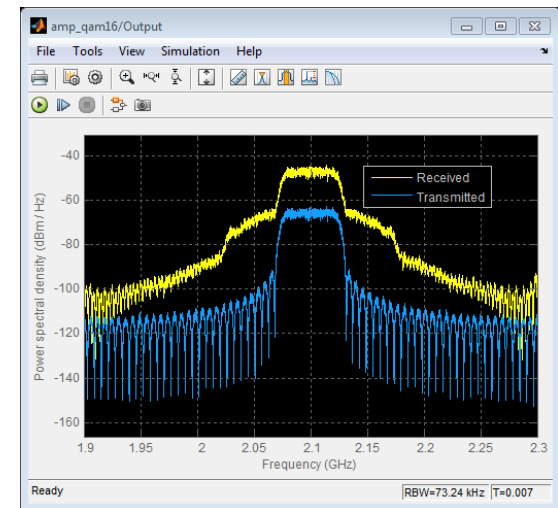 amp_qam16/Output
File Tools View Simulation Help
-40
-60
-80
-100
-120
-140
-160
Power spectral density (dBm / Hz)
Received
Transmitted
1.9 1.95 2 2.05 2.1 2.15 2.2 2.25 2.3
Frequency (GHz)
Ready RBW=73.24 kHz T=0.007